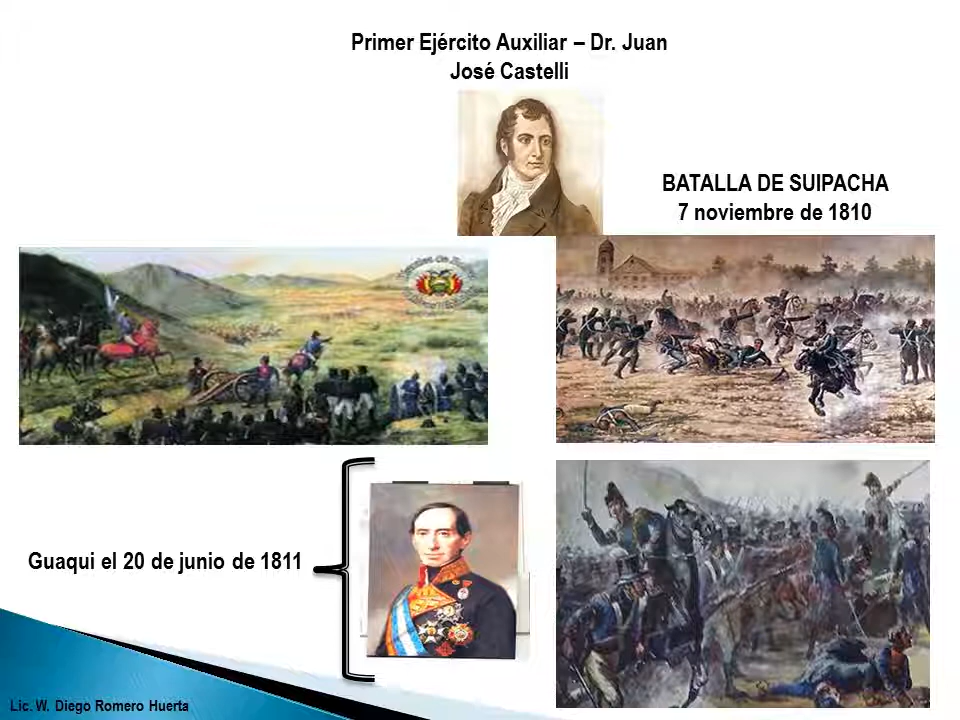 Primer Ejército Auxiliar – Dr. Juan
José Castelli
BATALLA DE SUIPACHA
7 noviembre de 1810
Guaqui el 20 de junio de 1811
Lic. W. Diego Romero Huerta